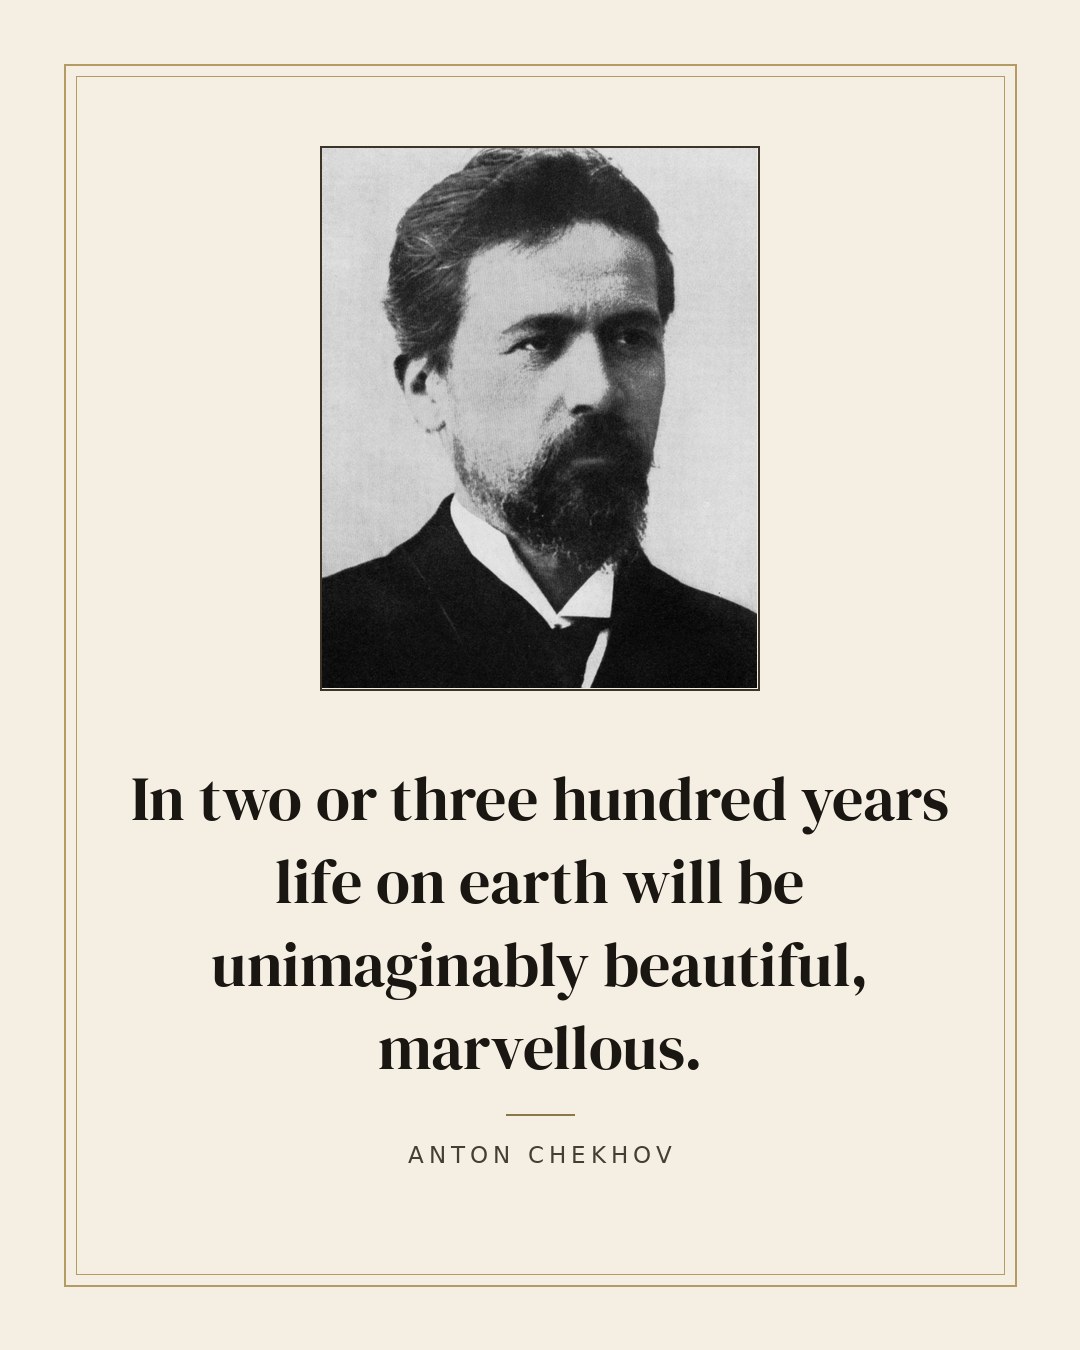 In two or three hundred years
life on earth will be
unimaginably beautiful,
marvellous.
ANTON CHEKHOV